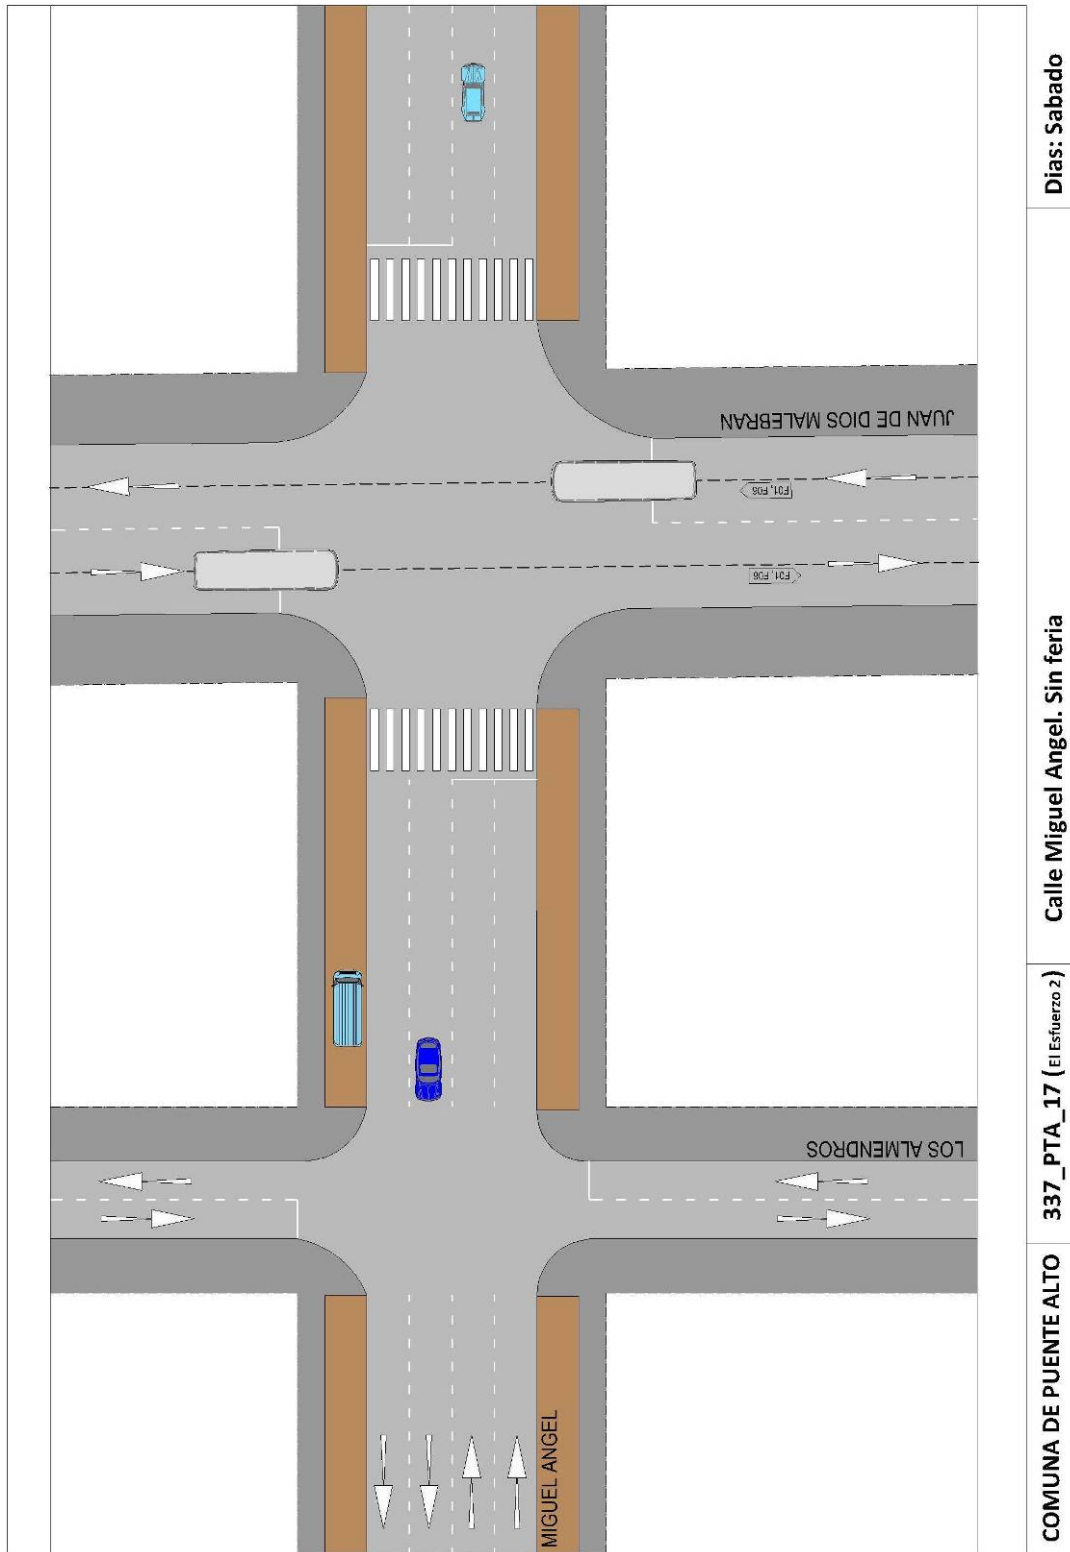 JUAN DE DIOS MALEBRAN
F01, F06
F01, F06
LOS ALMENDROS
MIGUEL ANGEL
COMUNA DE PUENTE ALTO
337_PTA_17 (El Esfuerzo 2)
Calle Miguel Angel. Sin feria
Dias: Sabado